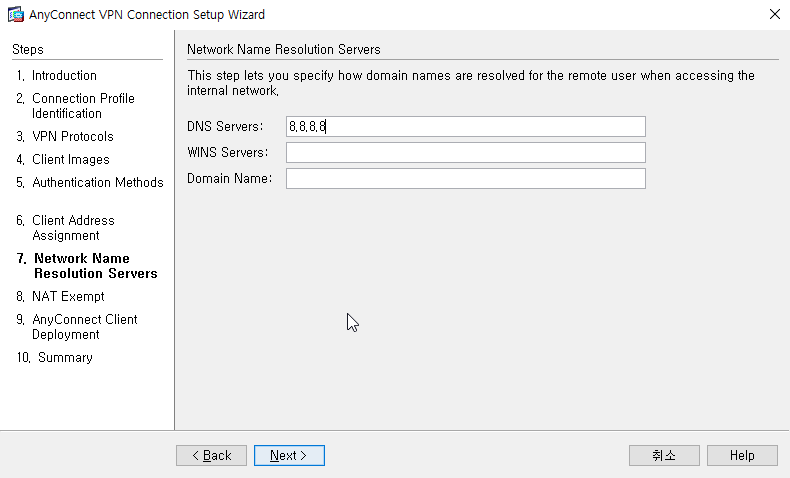 AnyConnect VPN Connection Setup Wizard
Steps
1. Introduction
2. Connection Profile
Identification
3. VPN Protocols
4. Client Images
5. Authentication Methods
6. Client Address
Assignment
7. Network Name
Resolution Servers
8. NAT Exempt
9. AnyConnect Client
Deployment
10. Summary
Network Name Resolution Servers
This step lets you specify how domain names are resolved for the remote user when accessing the
internal network.
DNS Servers: 8.8.8.8
WINS Servers:
Domain Name:
< Back Next > 취소 Help